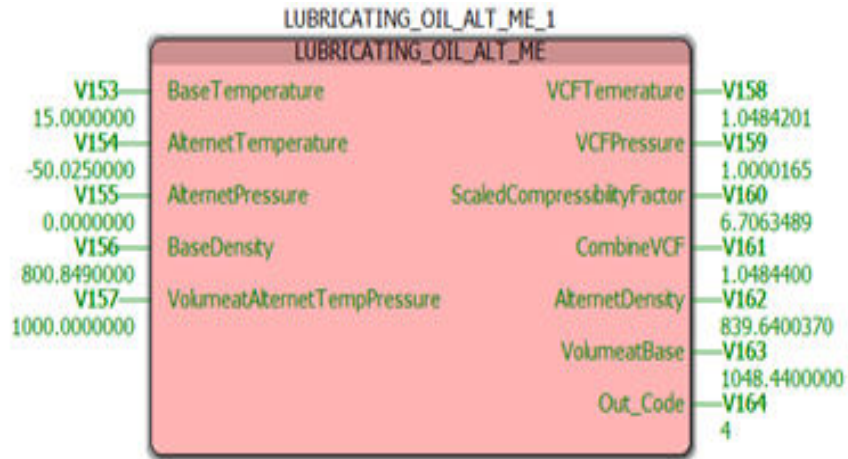 LUBRICATING_OIL_ALT_ME_1
LUBRICATING_OIL_ALT_ME
V153 BaseTemperature VCFTemerature V158
15.0000000 1.0484201
V154 AlternetTemperature VCFPressure V159
-50.0250000 1.0000165
V155 AlternetPressure ScaledCompressibilityFactor V160
0.0000000 6.7063489
V156 BaseDensity CombineVCF V161
800.8490000 1.0484400
V157 VolumeatAlternetTempPressure AlternetDensity V162
1000.0000000 839.6400370
VolumeatBase V163
1048.4400000
Out_Code V164
4